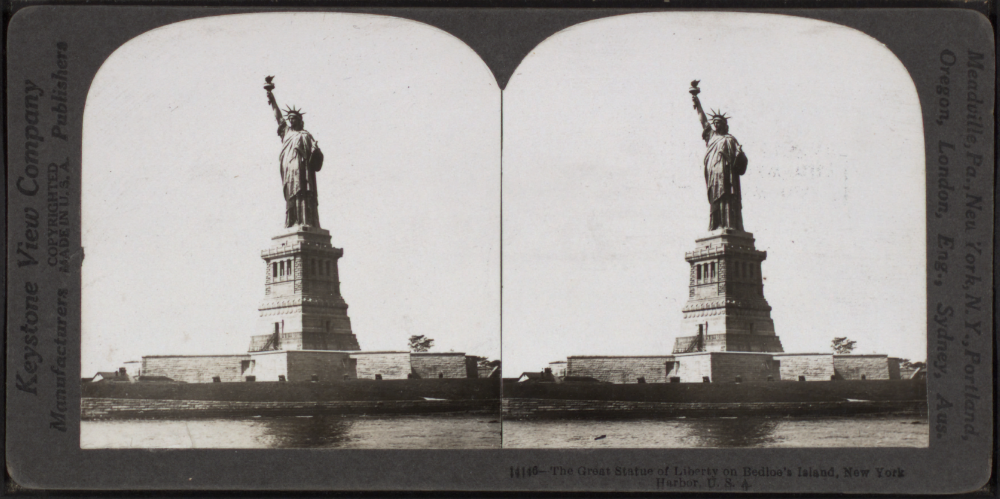 Keystone View Company
COPYRIGHTED
MADE IN U. S. A.
Manufacturers Publishers
Meadville, Pa., New York, N. Y., Portland,
Oregon, London, Eng., Sydney, Aus.
14146—The Great Statue of Liberty on Bedloe's Island, New York
Harbor, U. S. A.